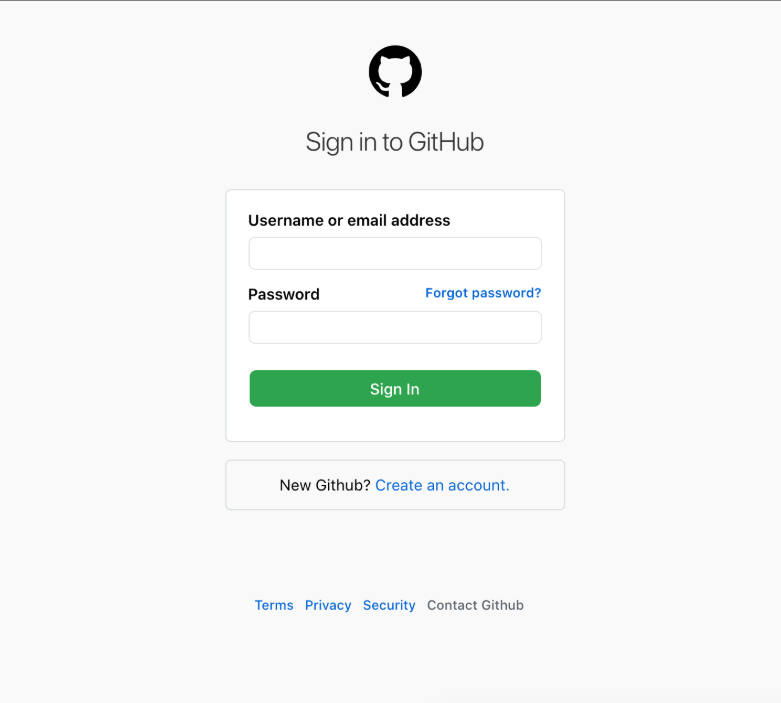 Sign in to GitHub
Username or email address
Password Forgot password?
Sign In
New Github? Create an account.
Terms Privacy Security Contact Github